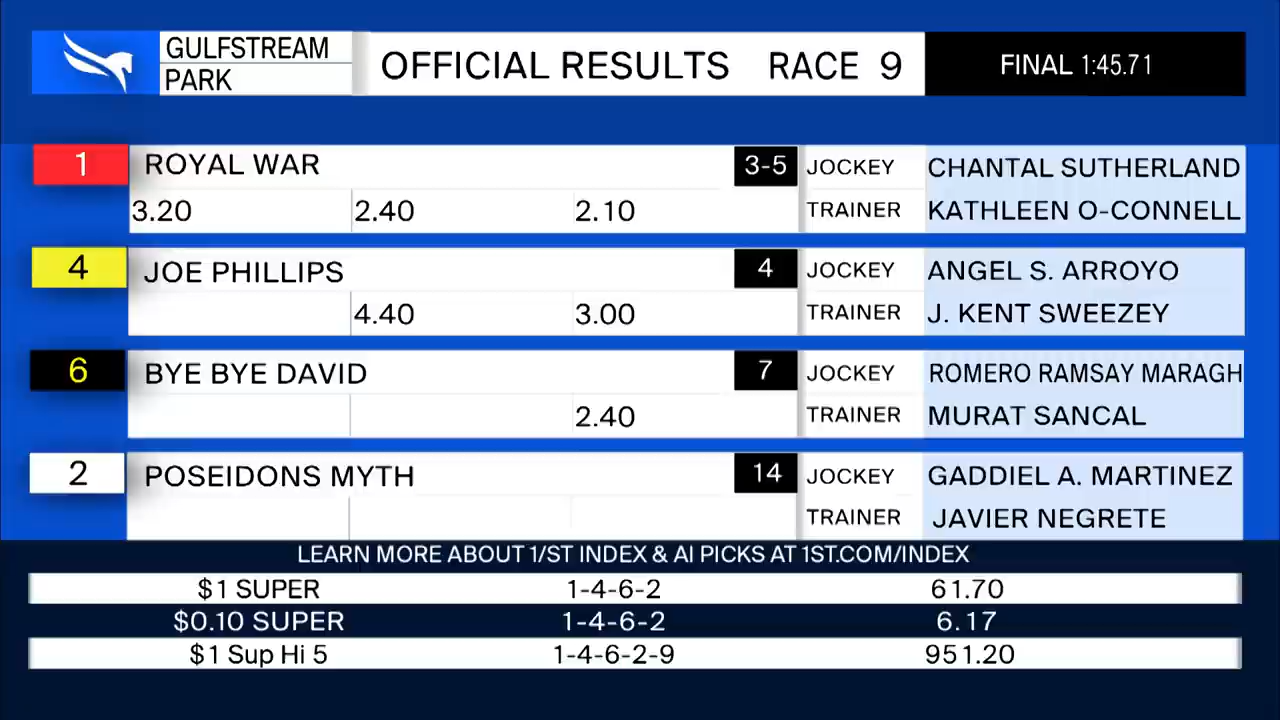 GULFSTREAM
PARK
OFFICIAL RESULTS RACE 9
FINAL 1:45.71
1 ROYAL WAR 3-5 JOCKEY CHANTAL SUTHERLAND
3.20 2.40 2.10 TRAINER KATHLEEN O-CONNELL
4 JOE PHILLIPS 4 JOCKEY ANGEL S. ARROYO
4.40 3.00 TRAINER J. KENT SWEEZEY
6 BYE BYE DAVID 7 JOCKEY ROMERO RAMSAY MARAGH
2.40 TRAINER MURAT SANCAL
2 POSEIDONS MYTH 14 JOCKEY GADDIEL A. MARTINEZ
TRAINER JAVIER NEGRETE
LEARN MORE ABOUT 1/ST INDEX & AI PICKS AT 1ST.COM/INDEX
$1 SUPER 1-4-6-2 61.70
$0.10 SUPER 1-4-6-2 6.17
$1 Sup Hi 5 1-4-6-2-9 951.20